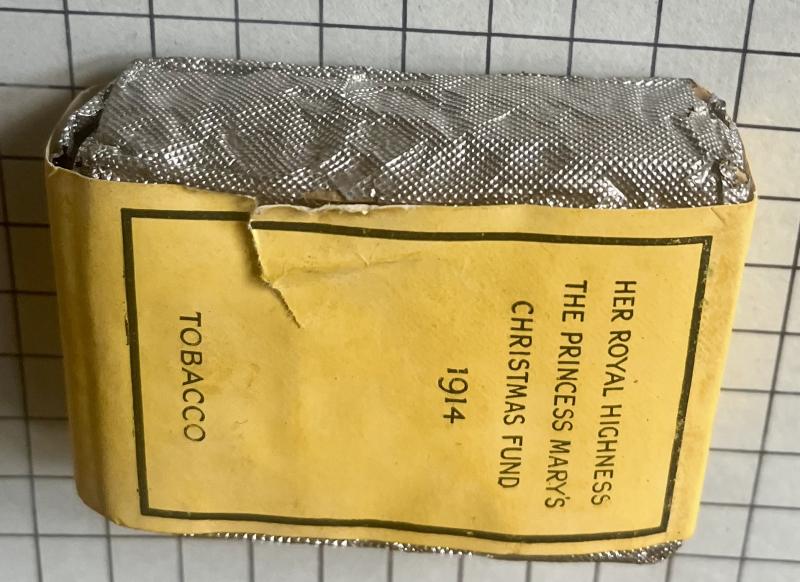 HER ROYAL HIGHNESS
THE PRINCESS MARY'S
CHRISTMAS FUND
1914
TOBACCO